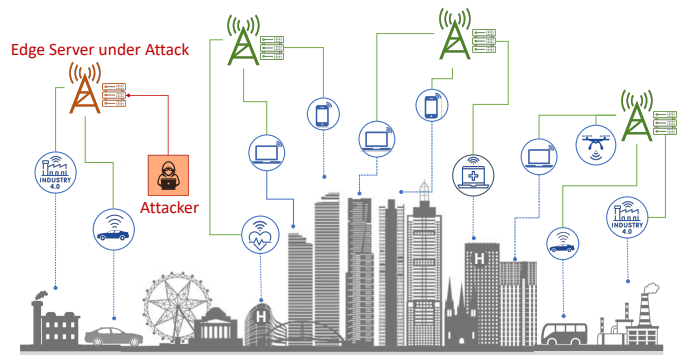 Edge Server under Attack
INDUSTRY
4.0
Attacker
INDUSTRY
4.0
H
H